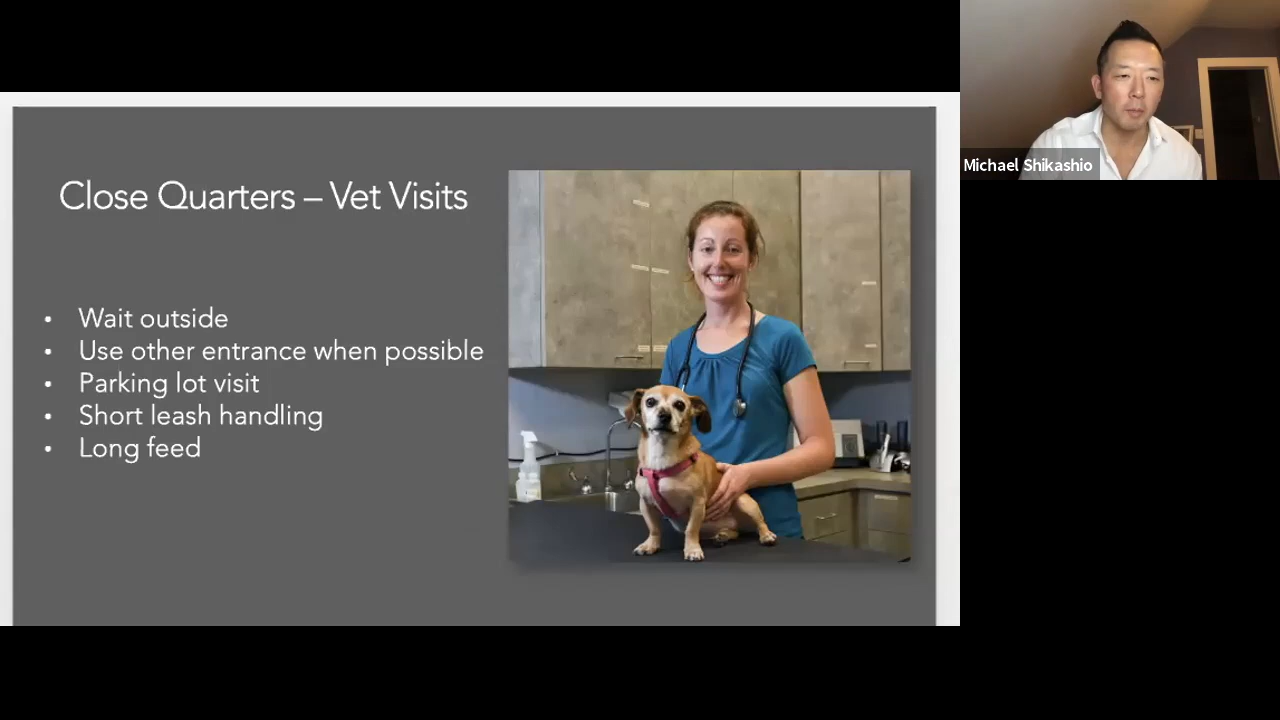 Close Quarters – Vet Visits
• Wait outside
• Use other entrance when possible
• Parking lot visit
• Short leash handling
• Long feed
Michael Shikashio